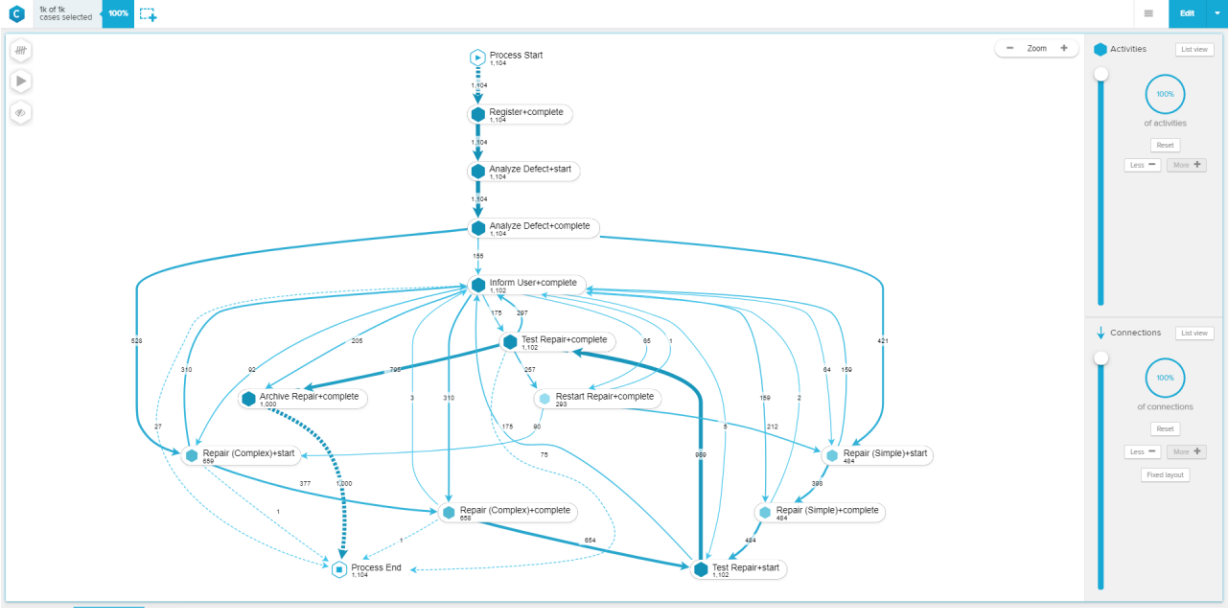 C
1k of 1k
cases selected
100%
Edit
Zoom
Process Start
1,104
1,104
Register+complete
1,104
1,104
Analyze Defect+start
1,104
1,104
Analyze Defect+complete
1,104
155
Inform User+complete
1,102
175
297
Test Repair+complete
1,102
528
310
92
205
795
3
310
257
65
1
159
2
64
159
421
Archive Repair+complete
1,000
Restart Repair+complete
293
27
175
90
75
5
212
989
Repair (Complex)+start
659
Repair (Simple)+start
484
377
1,000
398
1
Repair (Complex)+complete
658
Repair (Simple)+complete
484
1
654
484
Process End
1,104
Test Repair+start
1,102
Activities
List view
100%
of activities
Reset
Less −
More +
Connections
List view
100%
of connections
Reset
Less −
More +
Fixed layout